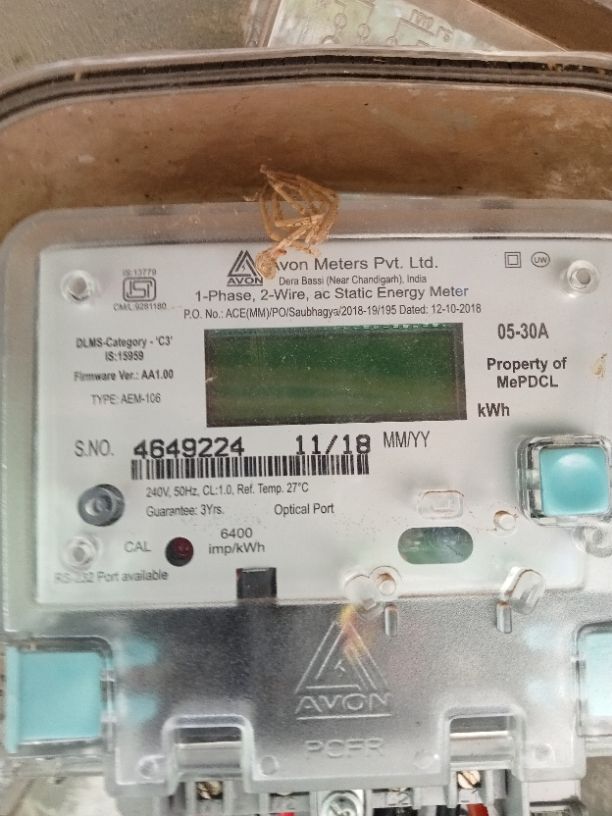 Avon Meters Pvt. Ltd.
UW
IS:13779
ISI
CM/L 9281180
AVON
Dera Bassi (Near Chandigarh), India
1-Phase, 2-Wire, ac Static Energy Meter
P.O. No.: ACE(MM)/PO/Saubhagya/2018-19/195 Dated: 12-10-2018
DLMS-Category - 'C3'
IS:15959
Firmware Ver.: AA1.00
TYPE: AEM-106
05-30A
Property of
MePDCL
kWh
S.NO. 4649224 11/18 MM/YY
240V, 50Hz, CL:1.0, Ref. Temp. 27°C
Guarantee: 3Yrs. Optical Port
CAL
6400
imp/kWh
RS-232 Port available
AVON